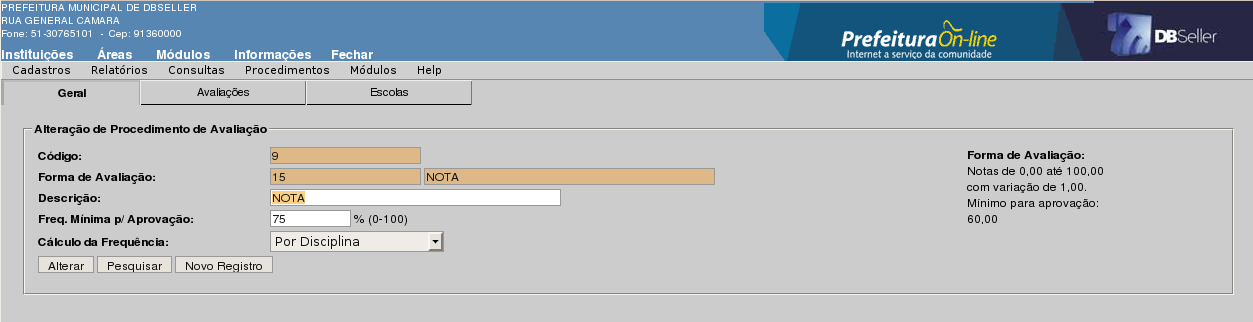 PREFEITURA MUNICIPAL DE DBSELLER
RUA GENERAL CAMARA
Fone: 51-30765101 - Cep: 91360000
PrefeituraOn-line
Internet a serviço da comunidade
DBSeller
Instituições Áreas Módulos Informações Fechar
Cadastros Relatórios Consultas Procedimentos Módulos Help
Geral Avaliações Escolas
Alteração de Procedimento de Avaliação
Código: 9
Forma de Avaliação: 15 NOTA
Descrição: NOTA
Freq. Mínima p/ Aprovação: 75 % (0-100)
Cálculo da Frequência: Por Disciplina
Alterar Pesquisar Novo Registro
Forma de Avaliação:
Notas de 0,00 até 100,00
com variação de 1,00.
Mínimo para aprovação:
60,00